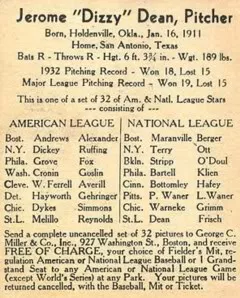 Jerome "Dizzy" Dean, Pitcher
Born, Holdenville, Okla., Jan. 16, 1911
Home, San Antonio, Texas
Bats R - Throws R - Hgt. 6 ft. 3¾ in. - Wgt. 189 lbs.
1932 Pitching Record - Won 18, Lost 15
Major League Pitching Record - Won 19, Lost 15
This is one of a set of 32 of Am. & Natl. League Stars
--- consisting of ---
AMERICAN LEAGUE NATIONAL LEAGUE
Bost. Andrews Alexander Bost. Maranville Berger
N.Y. Dickey Ruffing N.Y. Terry Ott
Phila. Grove Fox Bkln. Stripp O'Doul
Wash. Cronin Goslin Phila. Bartell Klien
Cleve. W. Ferrell Averill Cinn. Bottomley Hafey
Det. Hayworth Gehringer Pitts. P. Waner L. Waner
Chic. Dykes Simmons Chic. Warneke Grimm
St.L. Melillo Reynolds St.L. Dean Frisch
Send a complete uncancelled set of 32 pictures to George C.
Miller & Co., Inc., 927 Washington St., Boston, and receive
FREE OF CHARGE, your choice of Fielder's Mit, Re-
gulation American or National League Baseball or 1 Grand-
stand Seat to any American or National League Game
(except World's Series) at any Park. Your pictures will be
returned cancelled, with the Baseball, Mit or Ticket.